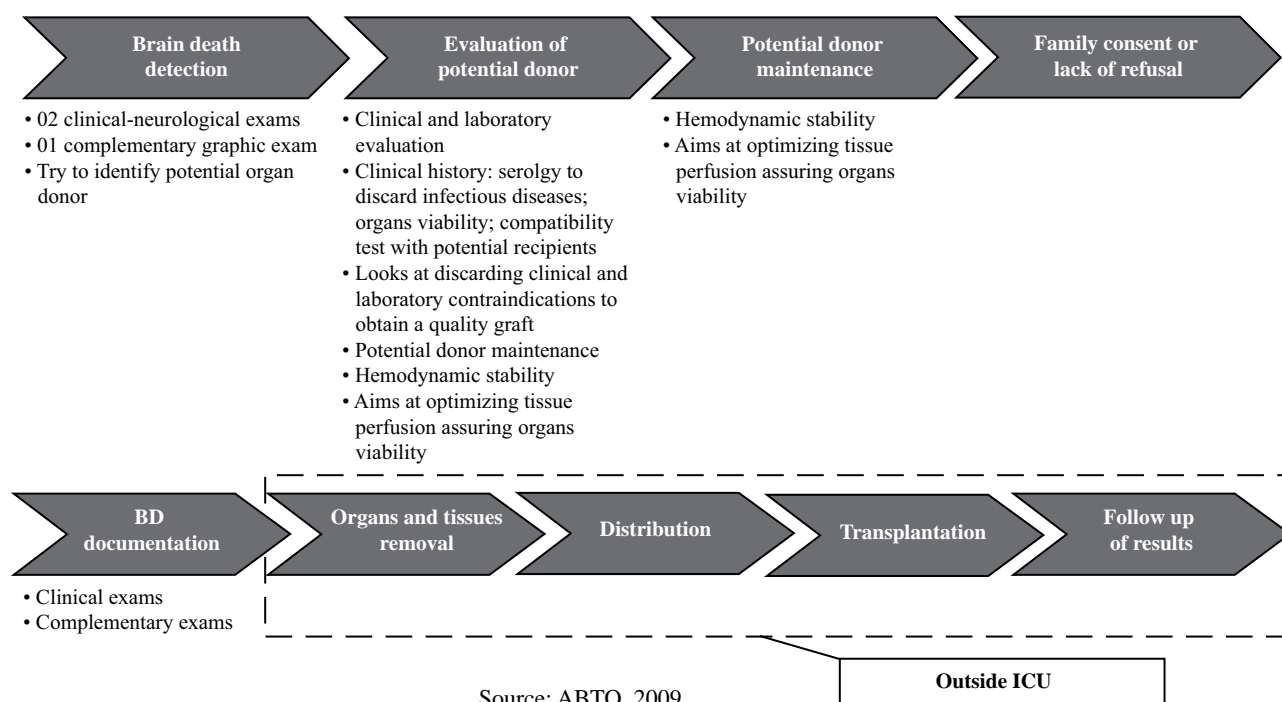 Brain death
detection
Evaluation of
potential donor
Potential donor
maintenance
Family consent or
lack of refusal
• 02 clinical-neurological exams
• 01 complementary graphic exam
• Try to identify potential organ
donor
• Clinical and laboratory
evaluation
• Clinical history: serolgy to
discard infectious diseases;
organs viability; compatibility
test with potential recipients
• Looks at discarding clinical and
laboratory contraindications to
obtain a quality graft
• Potential donor maintenance
• Hemodynamic stability
• Aims at optimizing tissue
perfusion assuring organs
viability
• Hemodynamic stability
• Aims at optimizing tissue
perfusion assuring organs
viability
BD
documentation
Organs and tissues
removal
Distribution
Transplantation
Follow up
of results
• Clinical exams
• Complementary exams
Outside ICU
Source: ABTO, 2009